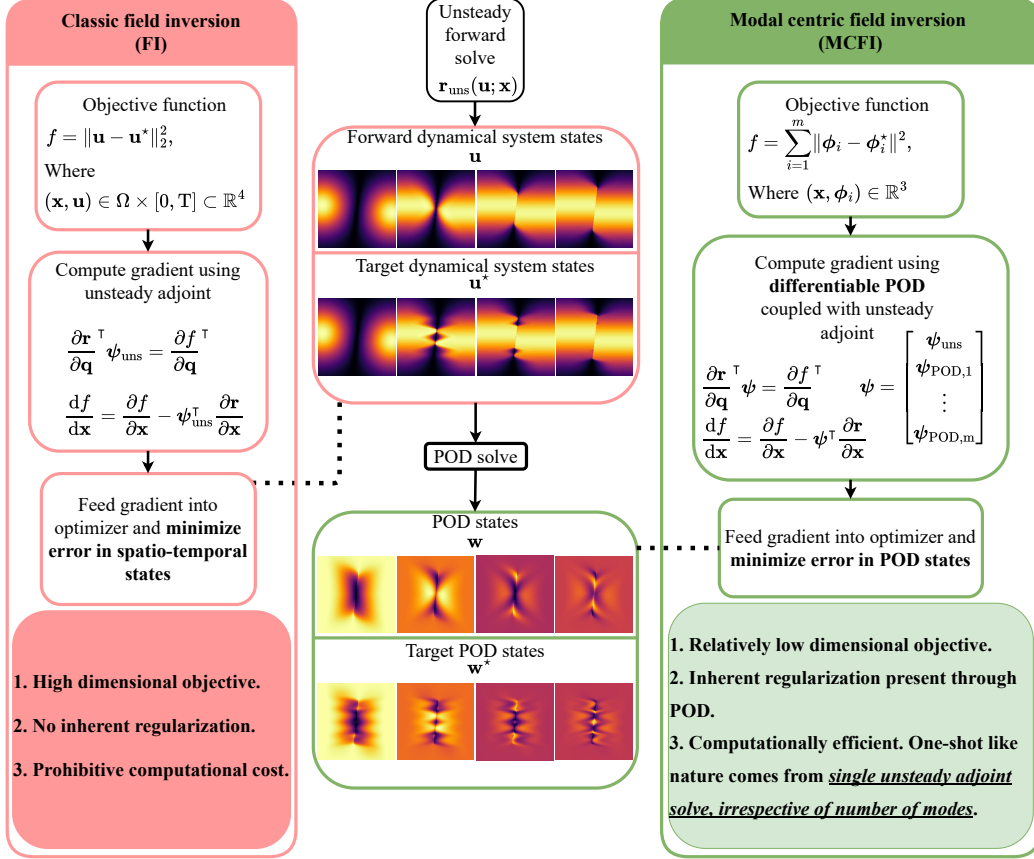 Classic field inversion
(FI)
Objective function
f = ‖u − u⋆‖₂²,
Where
(x, u) ∈ Ω × [0, T] ⊂ ℝ⁴
Compute gradient using
unsteady adjoint
∂r/∂q ᵀ ψ_uns = ∂f/∂q ᵀ
df/dx = ∂f/∂x − ψᵀ_uns ∂r/∂x
Feed gradient into
optimizer and minimize
error in spatio-temporal
states
1. High dimensional objective.
2. No inherent regularization.
3. Prohibitive computational cost.
Unsteady
forward
solve
r_uns(u; x)
Forward dynamical system states
u
Target dynamical system states
u⋆
POD solve
POD states
w
Target POD states
w⋆
Modal centric field inversion
(MCFI)
Objective function
f = ∑_{i=1}^{m} ‖ϕ_i − ϕ_i⋆‖²,
Where (x, ϕ_i) ∈ ℝ³
Compute gradient using
differentiable POD
coupled with unsteady
adjoint
∂r/∂q ᵀ ψ = ∂f/∂q ᵀ
df/dx = ∂f/∂x − ψᵀ ∂r/∂x
ψ = [ψ_uns
ψ_POD,1
⋮
ψ_POD,m]
Feed gradient into optimizer and
minimize error in POD states
1. Relatively low dimensional objective.
2. Inherent regularization present through
POD.
3. Computationally efficient. One-shot like
nature comes from single unsteady adjoint
solve, irrespective of number of modes.